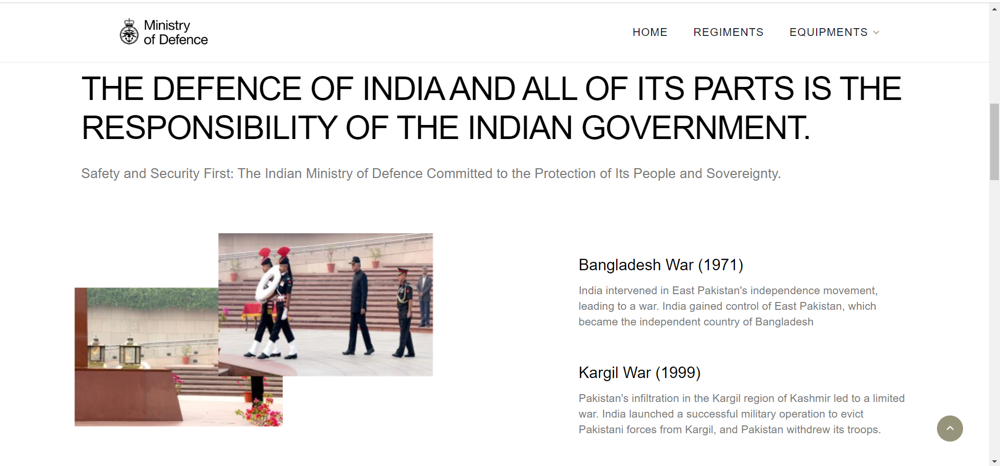 Ministry
of Defence
HOME REGIMENTS EQUIPMENTS
THE DEFENCE OF INDIA AND ALL OF ITS PARTS IS THE
RESPONSIBILITY OF THE INDIAN GOVERNMENT.
Safety and Security First: The Indian Ministry of Defence Committed to the Protection of Its People and Sovereignty.
Bangladesh War (1971)
India intervened in East Pakistan's independence movement,
leading to a war. India gained control of East Pakistan, which
became the independent country of Bangladesh
Kargil War (1999)
Pakistan's infiltration in the Kargil region of Kashmir led to a limited
war. India launched a successful military operation to evict
Pakistani forces from Kargil, and Pakistan withdrew its troops.